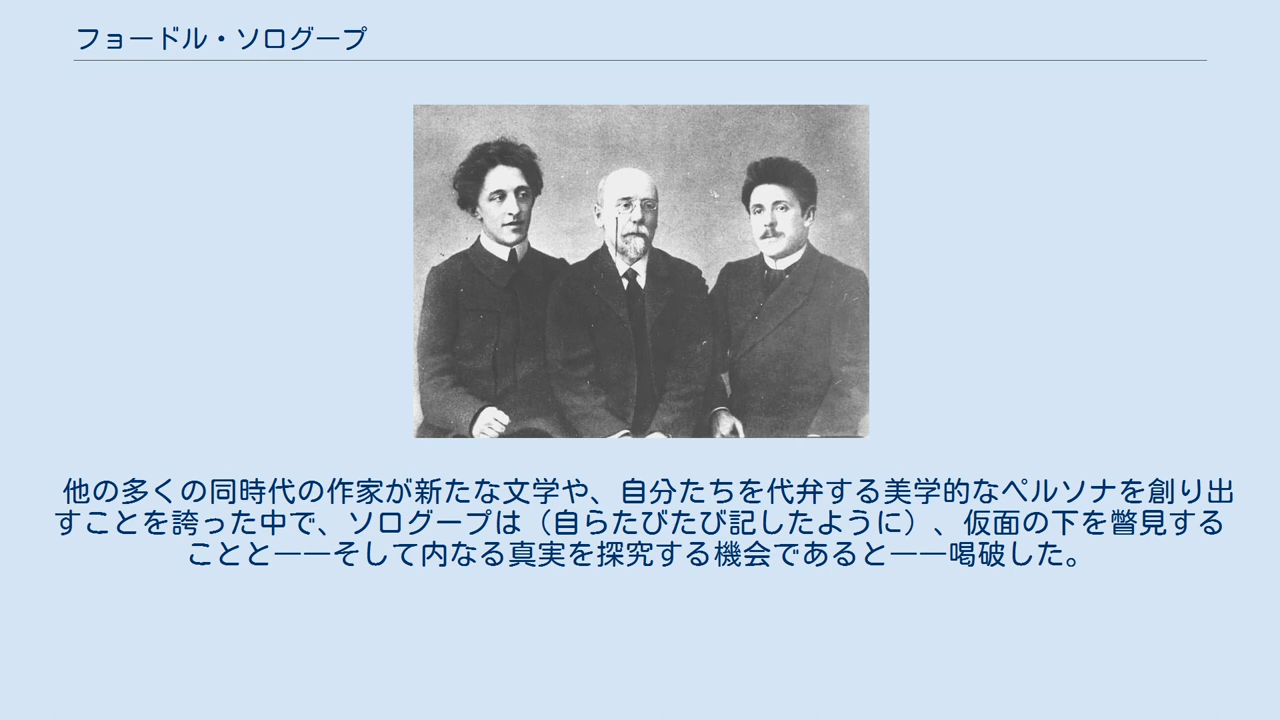 フョードル・ソログープ
他の多くの同時代の作家が新たな文学や、自分たちを代弁する美学的なペルソナを創り出
すことを誇った中で、ソログープは（自らたびたび記したように）、仮面の下を瞥見する
ことと――そして内なる真実を探究する機会であると――喝破した。